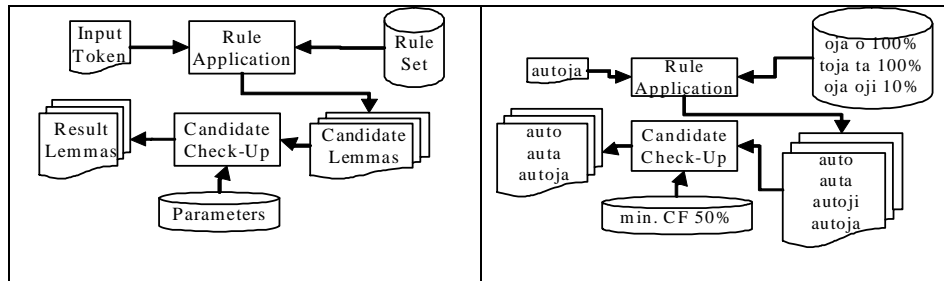 Input
Token
Rule
Application
Rule
Set
Result
Lemmas
Candidate
Check-Up
Candidate
Lemmas
Parameters
autoja
Rule
Application
oja o 100%
toja ta 100%
oja oji 10%
auto
auta
autoja
Candidate
Check-Up
auto
auta
autoji
autoja
min. CF 50%